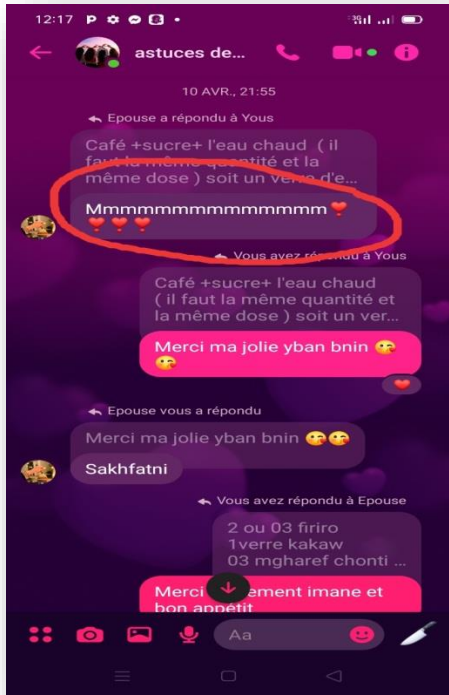 12:17 P
astuces de...
10 AVR., 21:55
Epouse a répondu à Yous
Café +sucre+ l'eau chaud ( il
faut la même quantité et la
même dose ) soit un verre d'e...
Mmmmmmmmmmmmmm❤️
❤️❤️❤️
Vous avez répondu à Yous
Café +sucre+ l'eau chaud
( il faut la même quantité et
la même dose ) soit un ver...
Merci ma jolie yban bnin 😘
😘
Epouse vous a répondu
Merci ma jolie yban bnin 😘😘
Sakhfatni
Vous avez répondu à Epouse
2 ou 03 firiro
1verre kakaw
03 mgharef chonti ...
Merci imane et
bon appétit
Aa